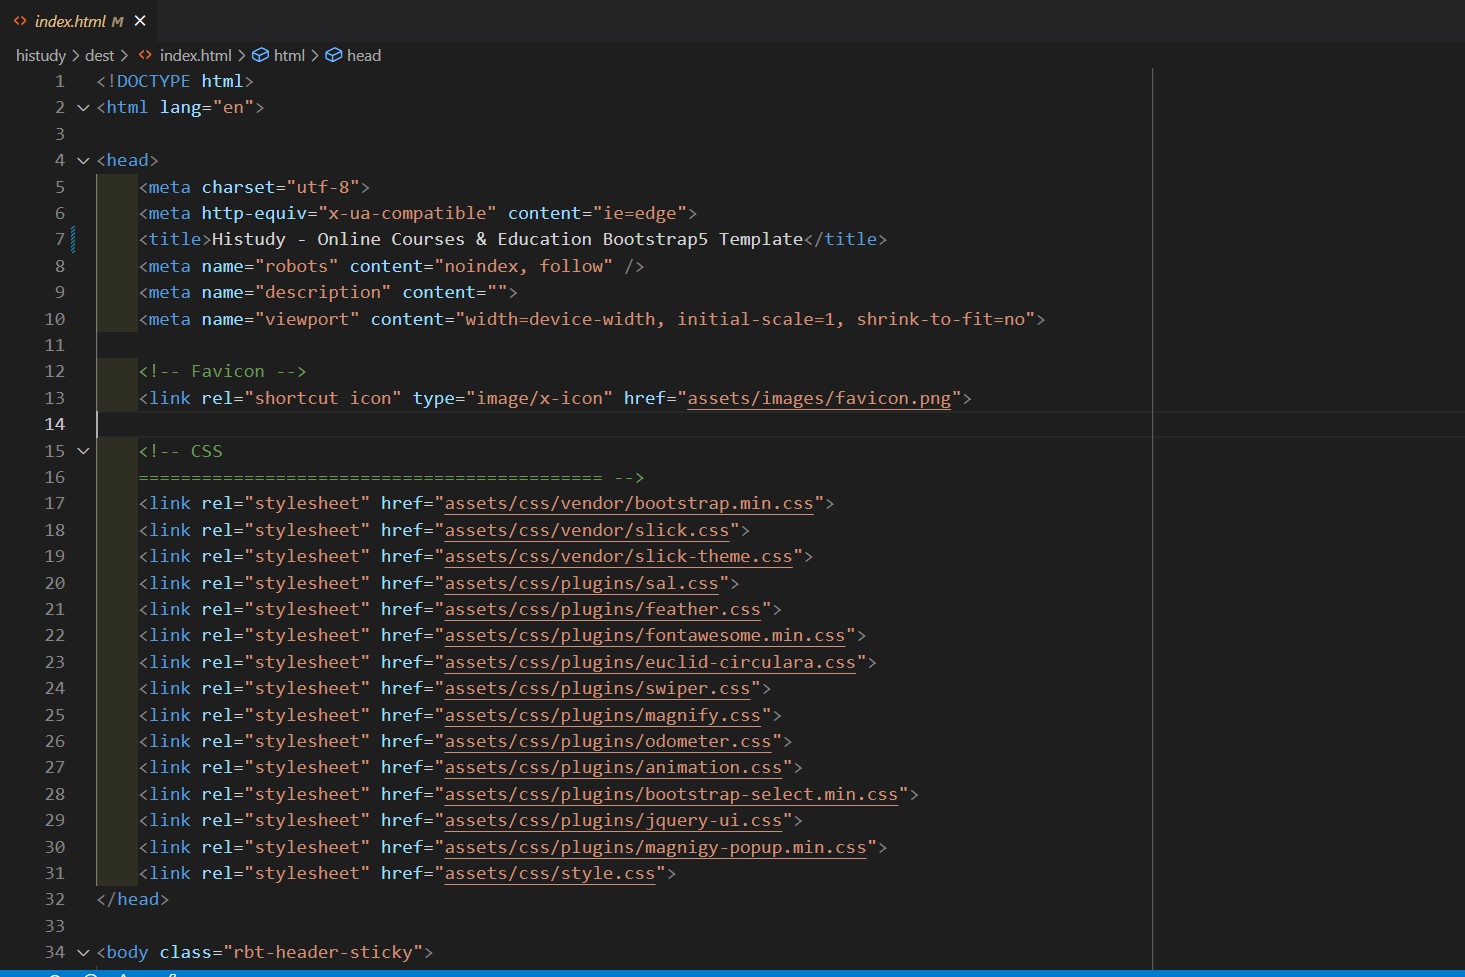 index.html M
histudy > dest > index.html > html > head
1 <!DOCTYPE html>
2 <html lang="en">
3
4 <head>
5 <meta charset="utf-8">
6 <meta http-equiv="x-ua-compatible" content="ie=edge">
7 <title>Histudy - Online Courses & Education Bootstrap5 Template</title>
8 <meta name="robots" content="noindex, follow" />
9 <meta name="description" content="">
10 <meta name="viewport" content="width=device-width, initial-scale=1, shrink-to-fit=no">
11
12 <!-- Favicon -->
13 <link rel="shortcut icon" type="image/x-icon" href="assets/images/favicon.png">
14
15 <!-- CSS
16 ============================================ -->
17 <link rel="stylesheet" href="assets/css/vendor/bootstrap.min.css">
18 <link rel="stylesheet" href="assets/css/vendor/slick.css">
19 <link rel="stylesheet" href="assets/css/vendor/slick-theme.css">
20 <link rel="stylesheet" href="assets/css/plugins/sal.css">
21 <link rel="stylesheet" href="assets/css/plugins/feather.css">
22 <link rel="stylesheet" href="assets/css/plugins/fontawesome.min.css">
23 <link rel="stylesheet" href="assets/css/plugins/euclid-circulara.css">
24 <link rel="stylesheet" href="assets/css/plugins/swiper.css">
25 <link rel="stylesheet" href="assets/css/plugins/magnify.css">
26 <link rel="stylesheet" href="assets/css/plugins/odometer.css">
27 <link rel="stylesheet" href="assets/css/plugins/animation.css">
28 <link rel="stylesheet" href="assets/css/plugins/bootstrap-select.min.css">
29 <link rel="stylesheet" href="assets/css/plugins/jquery-ui.css">
30 <link rel="stylesheet" href="assets/css/plugins/magnigy-popup.min.css">
31 <link rel="stylesheet" href="assets/css/style.css">
32 </head>
33
34 <body class="rbt-header-sticky">